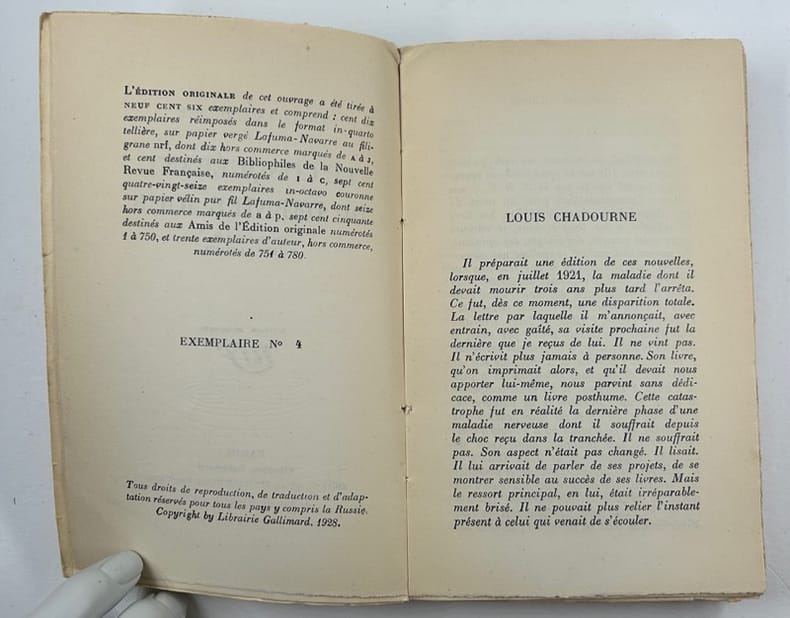 L'ÉDITION ORIGINALE de cet ouvrage a été tirée à
NEUF CENT SIX exemplaires et comprend : cent dix
exemplaires réimposés dans le format in-quarto
tellière, sur papier vergé Lafuma-Navarre au fili-
grane nrf, dont dix hors commerce marqués de A à J,
et cent destinés aux Bibliophiles de la Nouvelle
Revue Française, numérotés de I à C, sept cent
quatre-vingt-seize exemplaires in-octavo couronne
sur papier vélin pur fil Lafuma-Navarre, dont seize
hors commerce marqués de a à p, sept cent cinquante
destinés aux Amis de l'Édition originale numérotés
1 à 750, et trente exemplaires d'auteur, hors commerce,
numérotés de 751 à 780.
EXEMPLAIRE No 4
Tous droits de reproduction, de traduction et d'adap-
tation réservés pour tous les pays y compris la Russie.
Copyright by Librairie Gallimard, 1928.
LOUIS CHADOURNE
Il préparait une édition de ces nouvelles,
lorsque, en juillet 1921, la maladie dont il
devait mourir trois ans plus tard l'arrêta.
Ce fut, dès ce moment, une disparition totale.
La lettre par laquelle il m'annonçait, avec
entrain, avec gaîté, sa visite prochaine fut la
dernière que je reçus de lui. Il ne vint pas.
Il n'écrivit plus jamais à personne. Son livre,
qu'on imprimait alors, et qu'il devait nous
apporter lui-même, nous parvint sans dédi-
cace, comme un livre posthume. Cette catas-
trophe fut en réalité la dernière phase d'une
maladie nerveuse dont il souffrait depuis
le choc reçu dans la tranchée. Il ne souffrait
pas. Son aspect n'était pas changé. Il lisait.
Il lui arrivait de parler de ses projets, de se
montrer sensible au succès de ses livres. Mais
le ressort principal, en lui, était irréparable-
ment brisé. Il ne pouvait plus relier l'instant
présent à celui qui venait de s'écouler.